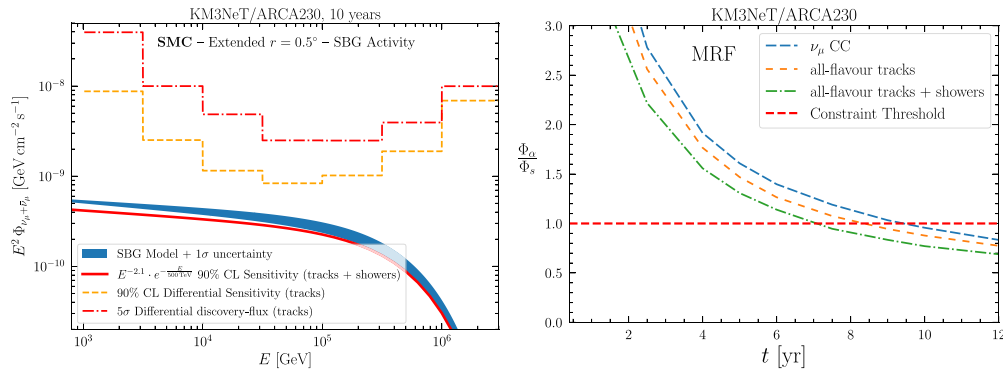 KM3NeT/ARCA230, 10 years
SMC – Extended r = 0.5° – SBG Activity
E² Φνμ+ν̄μ [GeV cm⁻² s⁻¹]
10⁻⁸
10⁻⁹
10⁻¹⁰
SBG Model + 1σ uncertainty
E⁻²·¹ · e^(−E/500 TeV) 90% CL Sensitivity (tracks + showers)
90% CL Differential Sensitivity (tracks)
5σ Differential discovery-flux (tracks)
10³ 10⁴ 10⁵ 10⁶
E [GeV]
KM3NeT/ARCA230
MRF
νμ CC
all-flavour tracks
all-flavour tracks + showers
Constraint Threshold
Φα/Φs
3.0
2.5
2.0
1.5
1.0
0.5
0.0
2 4 6 8 10 12
t [yr]